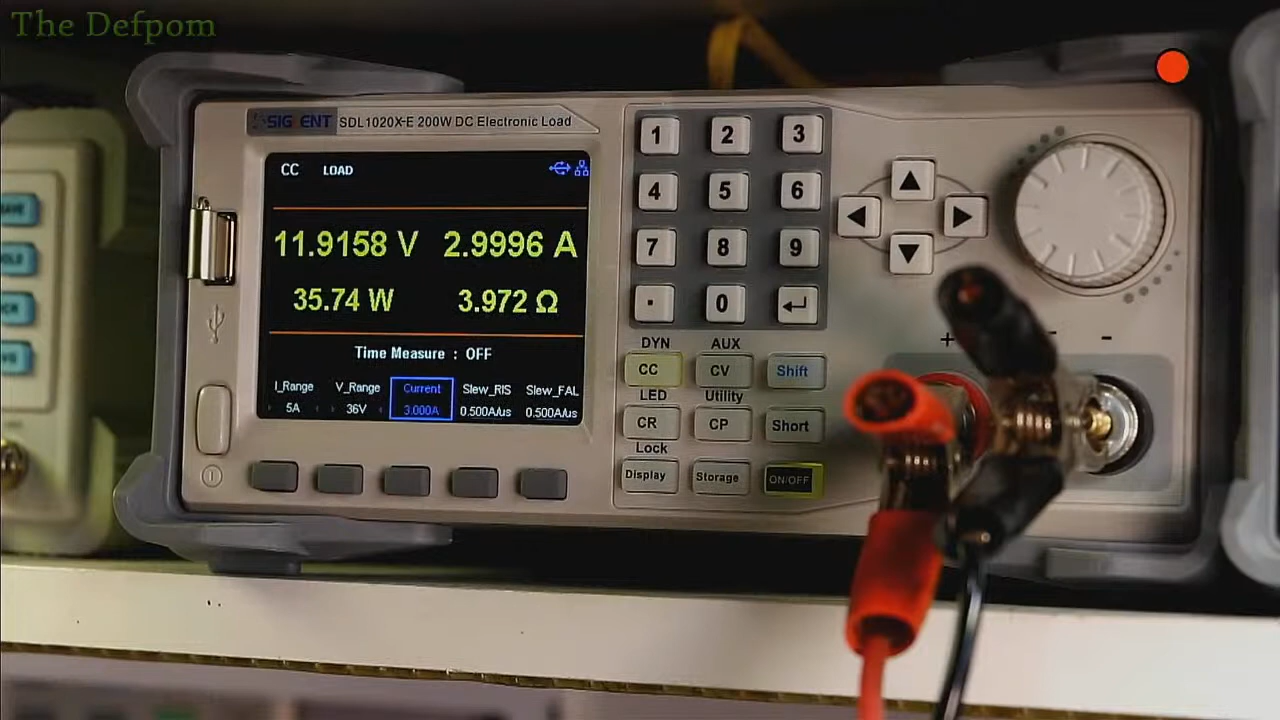 The Defpom
SIGLENT SDL1020X-E 200W DC Electronic Load
CC LOAD
11.9158 V 2.9996 A
35.74 W 3.972 Ω
Time Measure : OFF
I_Range V_Range Current Slew_RIS Slew_FAL
5A 36V 3.000A 0.500A/us 0.500A/us
1 2 3
4 5 6
7 8 9
. 0
DYN AUX
CC CV Shift
LED Utility
CR CP Short
Lock
Display Storage ON/OFF
+ - -